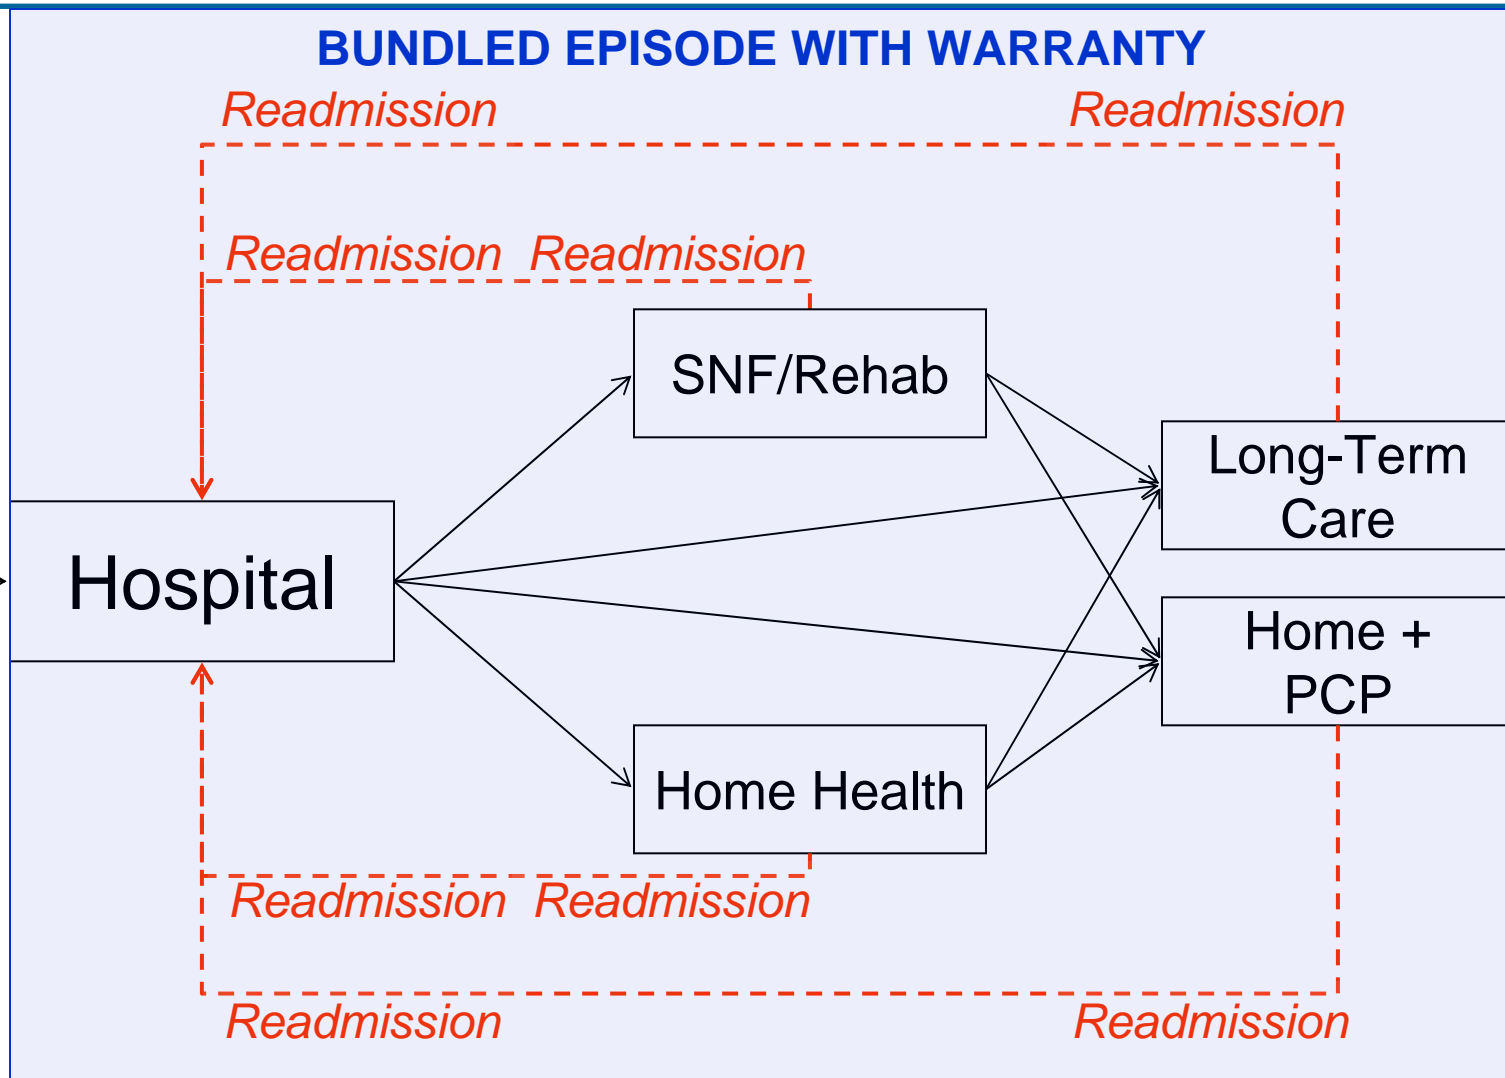 BUNDLED EPISODE WITH WARRANTY
Readmission Readmission
Readmission Readmission
SNF/Rehab
Long-Term
Care
Hospital
Home +
PCP
Home Health
Readmission Readmission
Readmission Readmission